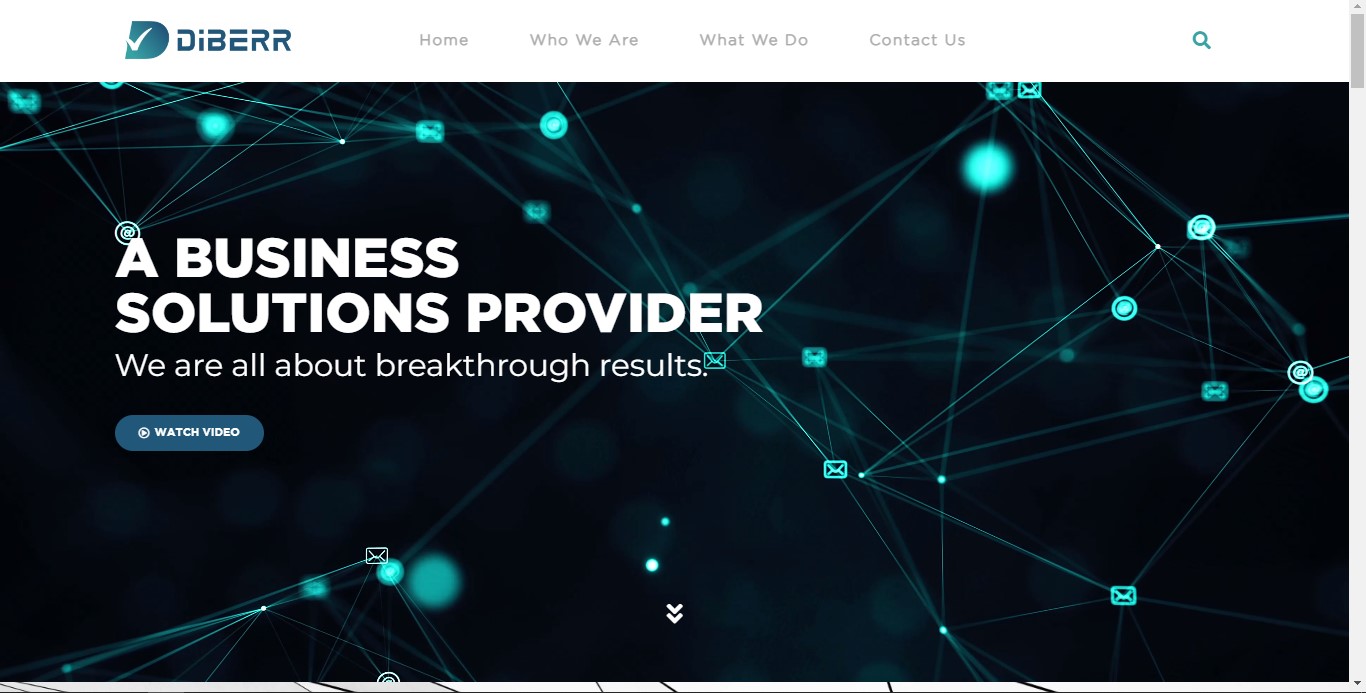 DiBERR
Home
Who We Are
What We Do
Contact Us
A BUSINESS
SOLUTIONS PROVIDER
We are all about breakthrough results.
WATCH VIDEO